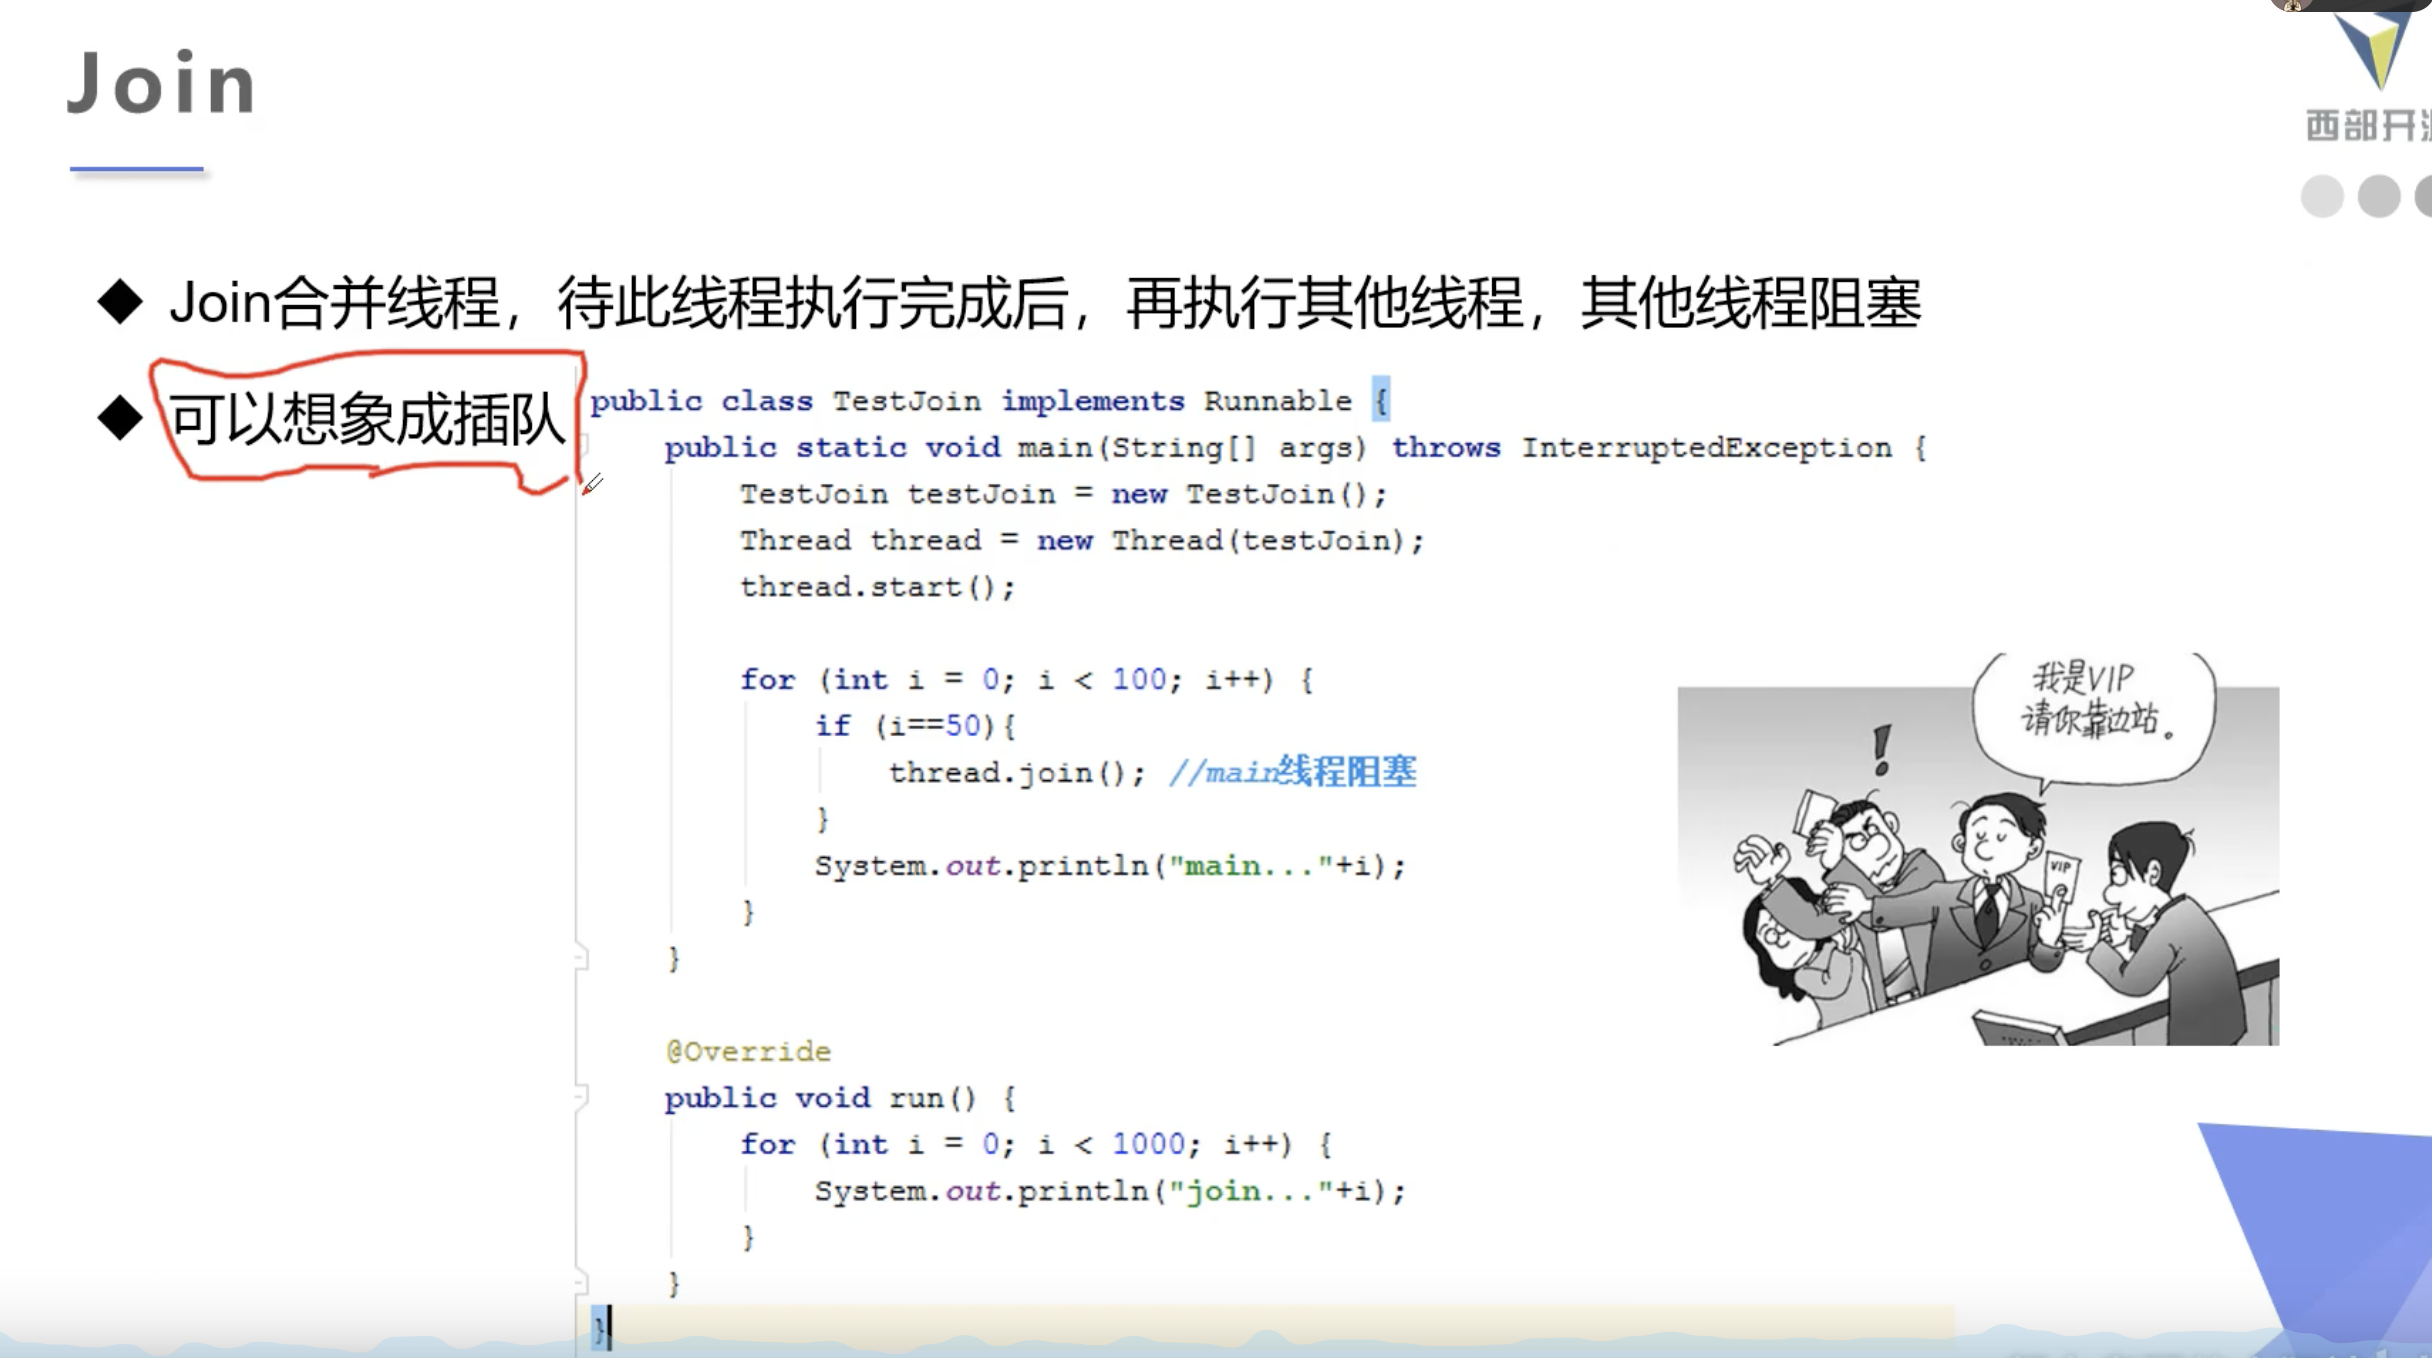 Join
西部开
Join合并线程，待此线程执行完成后，再执行其他线程，其他线程阻塞
可以想象成插队
public class TestJoin implements Runnable {
public static void main(String[] args) throws InterruptedException {
TestJoin testJoin = new TestJoin();
Thread thread = new Thread(testJoin);
thread.start();
for (int i = 0; i < 100; i++) {
if (i==50){
thread.join(); //main线程阻塞
}
System.out.println("main..."+i);
}
}
@Override
public void run() {
for (int i = 0; i < 1000; i++) {
System.out.println("join..."+i);
}
}
}
我是VIP
请你靠边站。
!
VIP